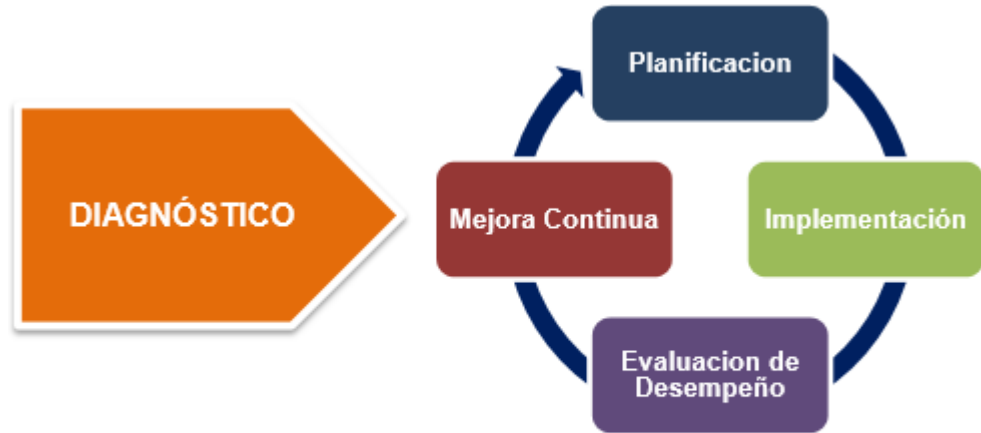 DIAGNÓSTICO
Planificacion
Implementación
Evaluacion de
Desempeño
Mejora Continua